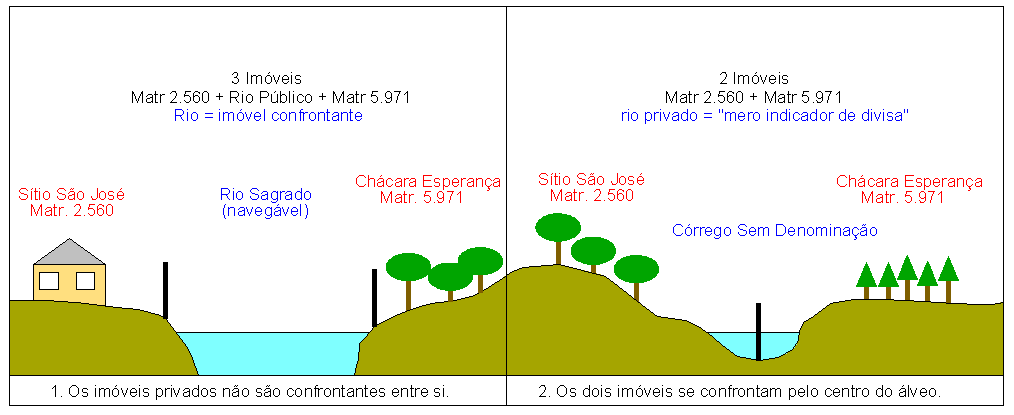 3 Imóveis
Matr 2.560 + Rio Público + Matr 5.971
Rio = imóvel confrontante
Sítio São José
Matr. 2.560
Rio Sagrado
(navegável)
Chácara Esperança
Matr. 5.971
1. Os imóveis privados não são confrontantes entre si.
2 Imóveis
Matr 2.560 + Matr 5.971
rio privado = "mero indicador de divisa"
Sítio São José
Matr. 2.560
Córrego Sem Denominação
Chácara Esperança
Matr. 5.971
2. Os dois imóveis se confrontam pelo centro do álveo.